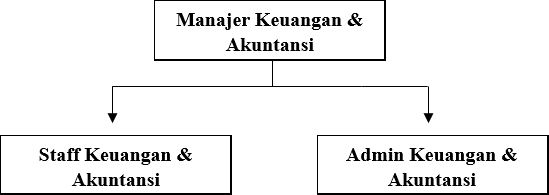 Manajer Keuangan &
Akuntansi
Staff Keuangan &
Akuntansi
Admin Keuangan &
Akuntansi